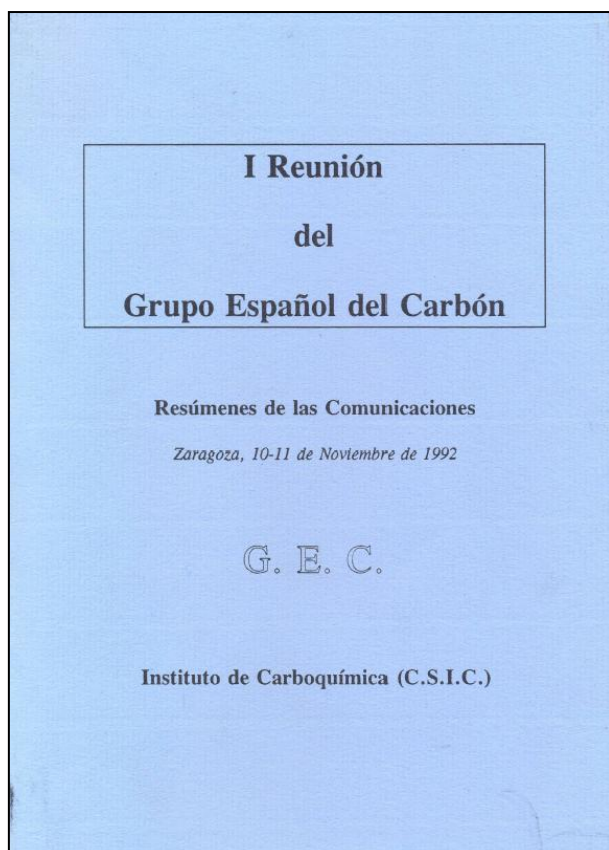 I Reunión
del
Grupo Español del Carbón
Resúmenes de las Comunicaciones
Zaragoza, 10-11 de Noviembre de 1992
G. E. C.
Instituto de Carboquímica (C.S.I.C.)